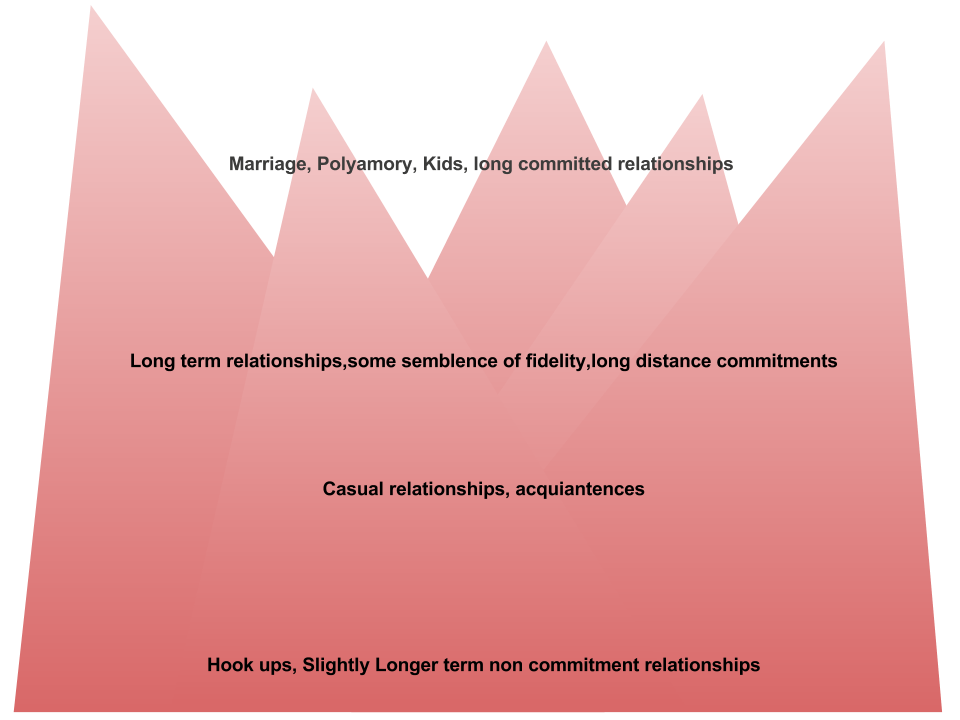 Marriage, Polyamory, Kids, long committed relationships
Long term relationships,some semblence of fidelity,long distance commitments
Casual relationships, acquiantences
Hook ups, Slightly Longer term non commitment relationships